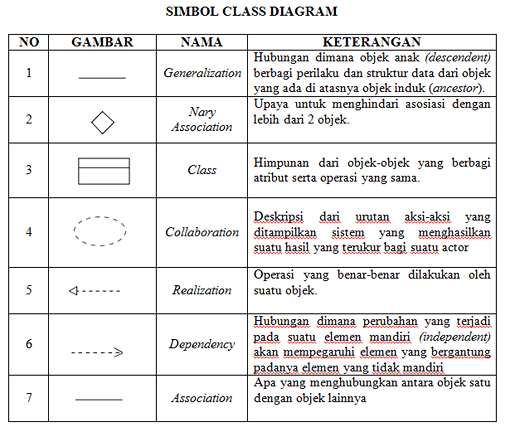 SIMBOL CLASS DIAGRAM
NO GAMBAR NAMA KETERANGAN
1 Generalization Hubungan dimana objek anak (descendent)
berbagi perilaku dan struktur data dari objek
yang ada di atasnya objek induk (ancestor).
2 Nary
Association Upaya untuk menghindari asosiasi dengan
lebih dari 2 objek.
3 Class Himpunan dari objek-objek yang berbagi
atribut serta operasi yang sama.
4 Collaboration Deskripsi dari urutan aksi-aksi yang
ditampilkan sistem yang menghasilkan
suatu hasil yang terukur bagi suatu actor
5 Realization Operasi yang benar-benar dilakukan oleh
suatu objek.
6 Dependency Hubungan dimana perubahan yang terjadi
pada suatu elemen mandiri (independent)
akan mempegaruhi elemen yang bergantung
padanya elemen yang tidak mandiri
7 Association Apa yang menghubungkan antara objek satu
dengan objek lainnya